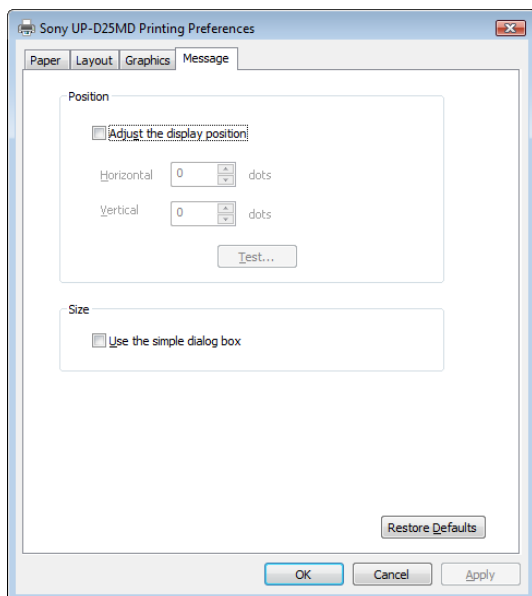 Sony UP-D25MD Printing Preferences
Paper Layout Graphics Message
Position
Adjust the display position
Horizontal 0 dots
Vertical 0 dots
Test...
Size
Use the simple dialog box
Restore Defaults
OK Cancel Apply